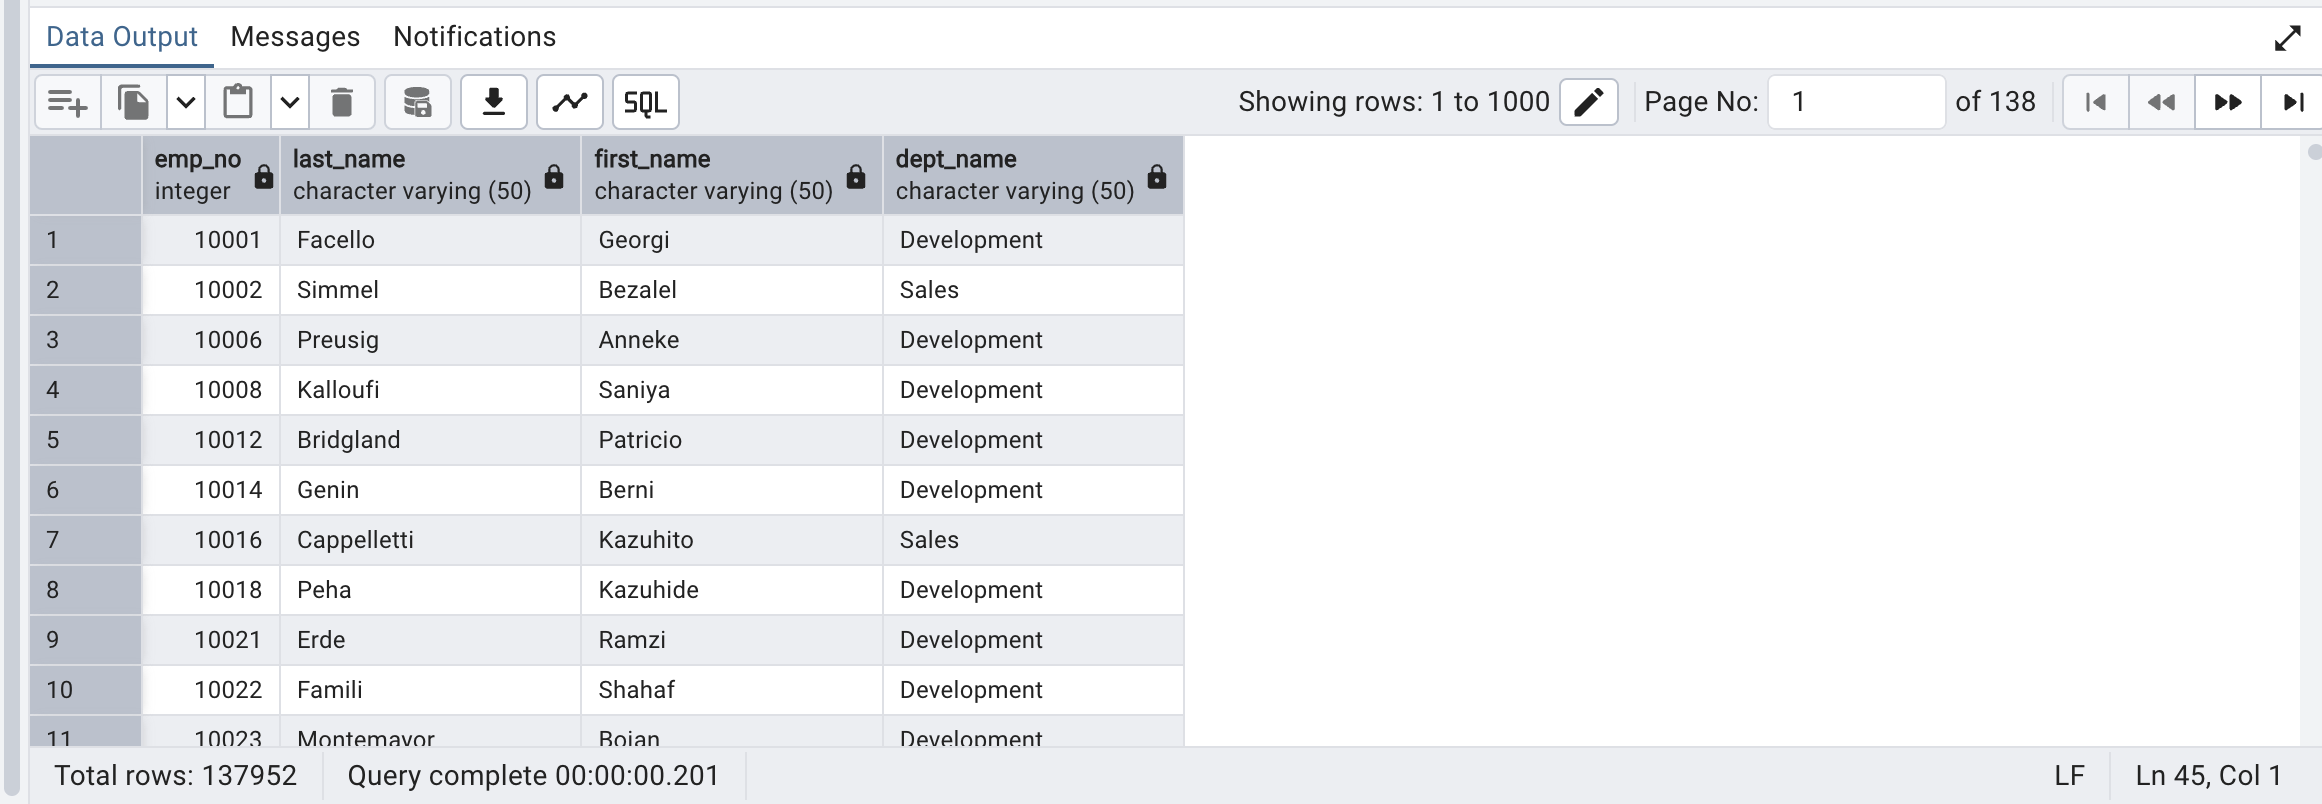 Data Output Messages Notifications
SQL Showing rows: 1 to 1000 Page No: 1 of 138
emp_no last_name first_name dept_name
integer character varying (50) character varying (50) character varying (50)
1 10001 Facello Georgi Development
2 10002 Simmel Bezalel Sales
3 10006 Preusig Anneke Development
4 10008 Kalloufi Saniya Development
5 10012 Bridgland Patricio Development
6 10014 Genin Berni Development
7 10016 Cappelletti Kazuhito Sales
8 10018 Peha Kazuhide Development
9 10021 Erde Ramzi Development
10 10022 Famili Shahaf Development
11 10023 Montemayor Bojan Development
Total rows: 137952 Query complete 00:00:00.201 LF Ln 45, Col 1